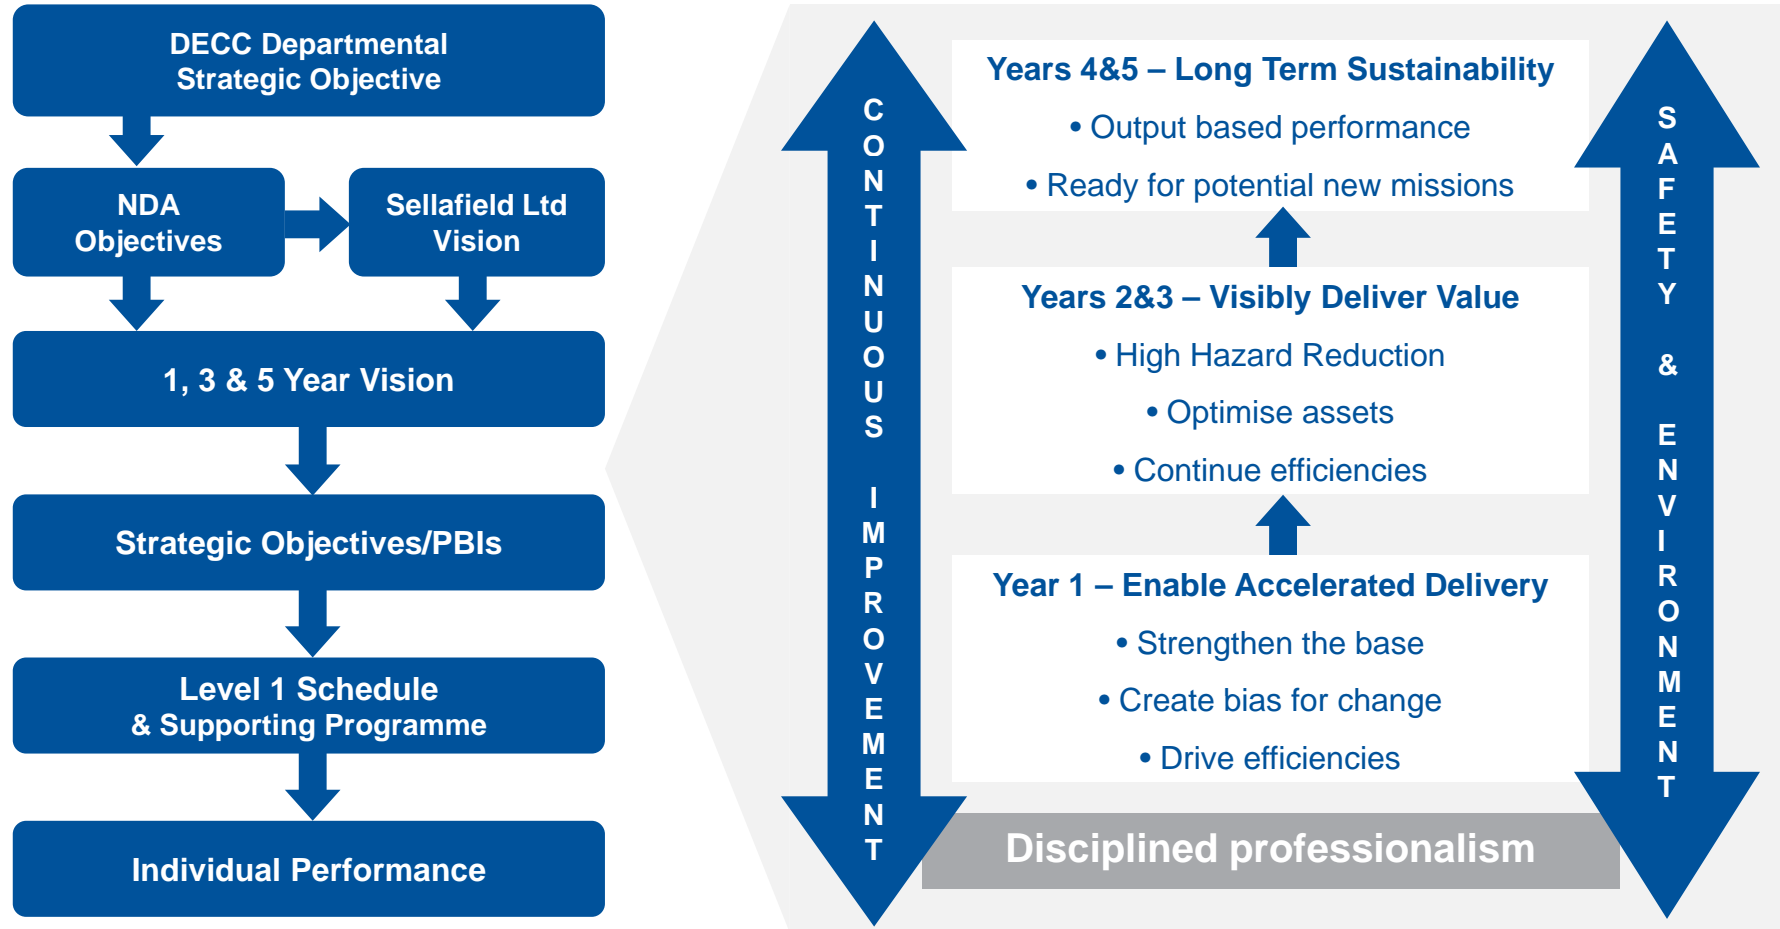 DECC Departmental
Strategic Objective
NDA
Objectives
Sellafield Ltd
Vision
1, 3 & 5 Year Vision
Strategic Objectives/PBIs
Level 1 Schedule
& Supporting Programme
Individual Performance
CONTINUOUS IMPROVEMENT
Years 4&5 – Long Term Sustainability
• Output based performance
• Ready for potential new missions
Years 2&3 – Visibly Deliver Value
• High Hazard Reduction
• Optimise assets
• Continue efficiencies
Year 1 – Enable Accelerated Delivery
• Strengthen the base
• Create bias for change
• Drive efficiencies
Disciplined professionalism
SAFETY & ENVIRONMENT